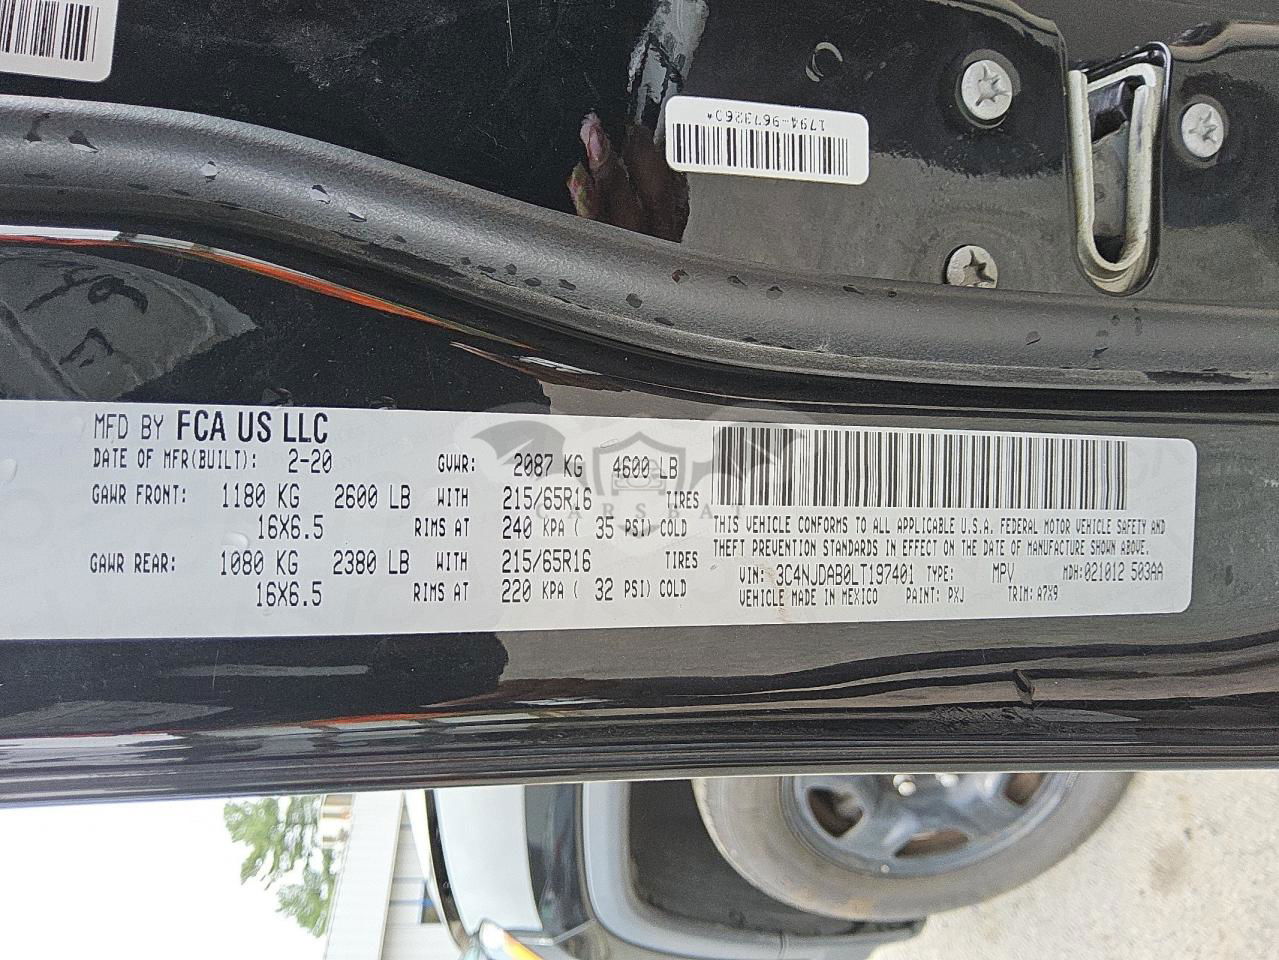 1794-9673260*
MFD BY FCA US LLC
DATE OF MFR(BUILT): 2-20 GVWR: 2087 KG 4600 LB
GAWR FRONT: 1180 KG 2600 LB WITH 215/65R16 TIRES
16X6.5 RIMS AT 240 KPA ( 35 PSI) COLD
GAWR REAR: 1080 KG 2380 LB WITH 215/65R16 TIRES
16X6.5 RIMS AT 220 KPA ( 32 PSI) COLD
THIS VEHICLE CONFORMS TO ALL APPLICABLE U.S.A. FEDERAL MOTOR VEHICLE SAFETY AND
THEFT PREVENTION STANDARDS IN EFFECT ON THE DATE OF MANUFACTURE SHOWN ABOVE.
VIN: 3C4NJDAB0LT197401 TYPE: MPV MDH:021012 503AA
VEHICLE MADE IN MEXICO PAINT: PXJ TRIM: A7X9